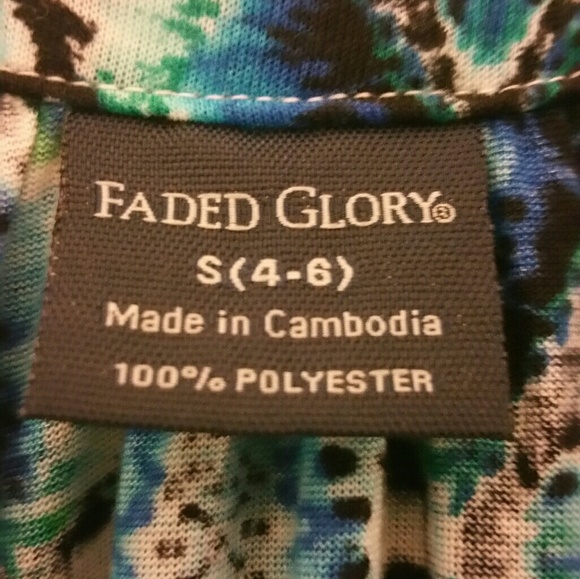 FADED GLORY®
S(4-6)
Made in Cambodia
100% POLYESTER